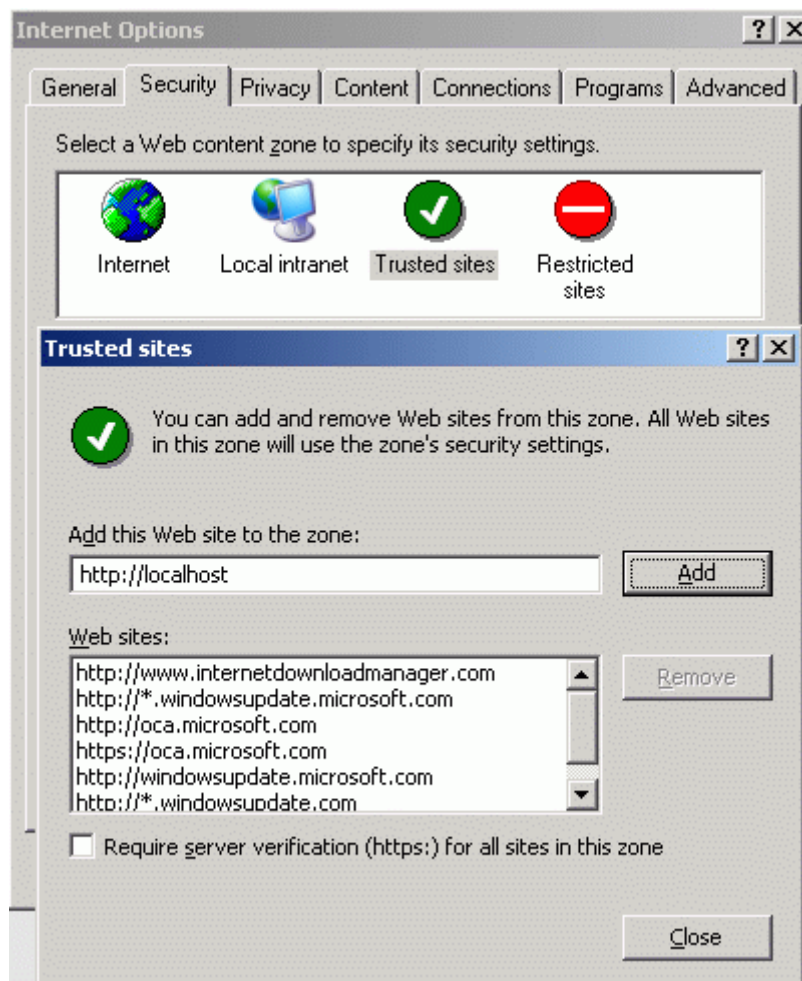 Internet Options
General Security Privacy Content Connections Programs Advanced
Select a Web content zone to specify its security settings.
Internet Local intranet Trusted sites Restricted sites
Trusted sites
You can add and remove Web sites from this zone. All Web sites
in this zone will use the zone's security settings.
Add this Web site to the zone:
http://localhost Add
Web sites:
http://www.internetdownloadmanager.com
http://*.windowsupdate.microsoft.com Remove
http://oca.microsoft.com
https://oca.microsoft.com
http://windowsupdate.microsoft.com
http://*.windowsupdate.com
Require server verification (https:) for all sites in this zone
Close